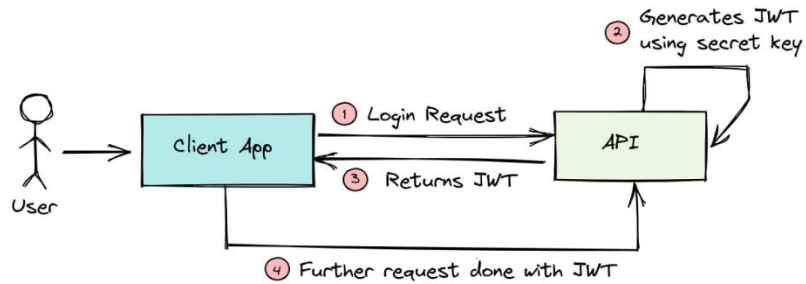 2 Generates JWT
using secret key
1 Login Request
Client App
API
3 Returns JWT
User
4 Further request done with JWT